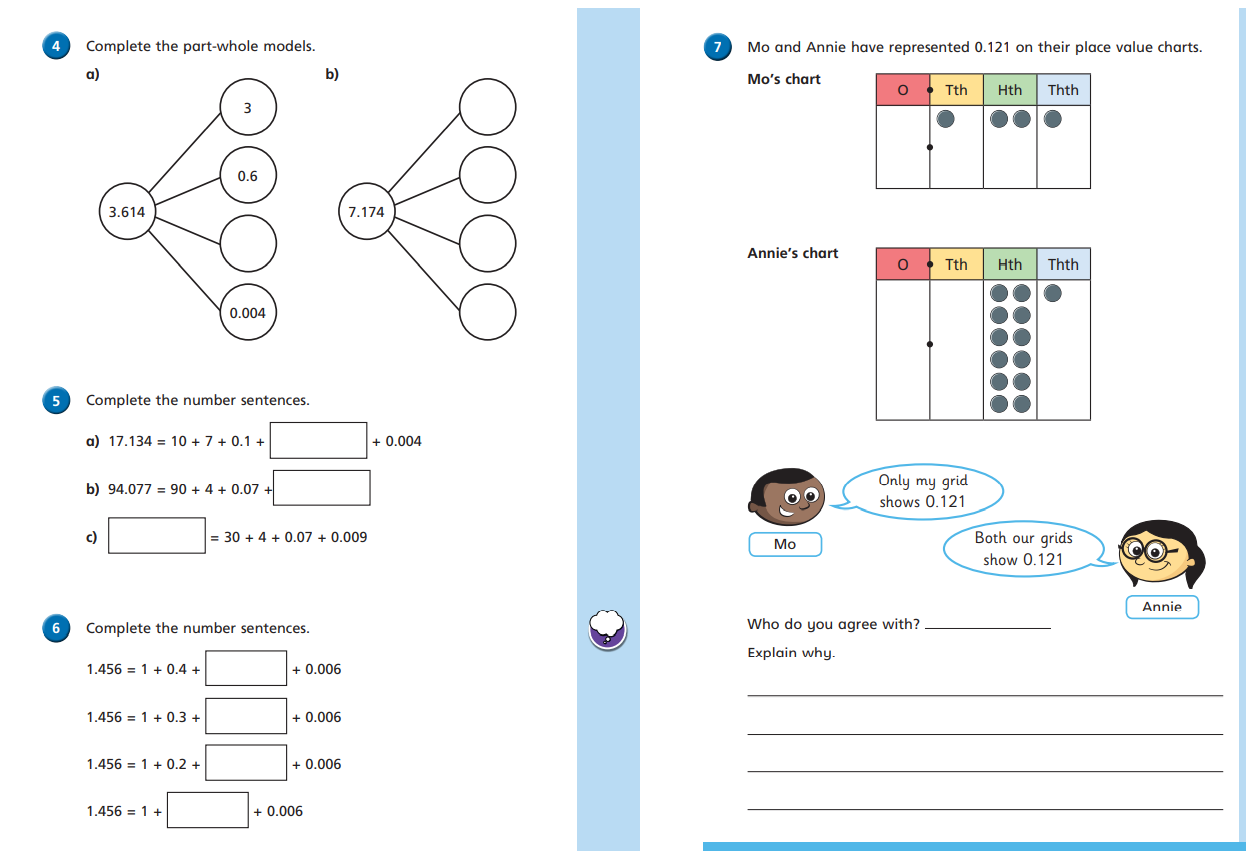 4 Complete the part-whole models.
a) b)
3
0.6
3.614
0.004
7.174
5 Complete the number sentences.
a) 17.134 = 10 + 7 + 0.1 + + 0.004
b) 94.077 = 90 + 4 + 0.07 +
c) = 30 + 4 + 0.07 + 0.009
6 Complete the number sentences.
1.456 = 1 + 0.4 + + 0.006
1.456 = 1 + 0.3 + + 0.006
1.456 = 1 + 0.2 + + 0.006
1.456 = 1 + + 0.006
7 Mo and Annie have represented 0.121 on their place value charts.
Mo's chart
O Tth Hth Thth
Annie's chart
O Tth Hth Thth
Only my grid
shows 0.121
Mo
Both our grids
show 0.121
Annie
Who do you agree with?
Explain why.